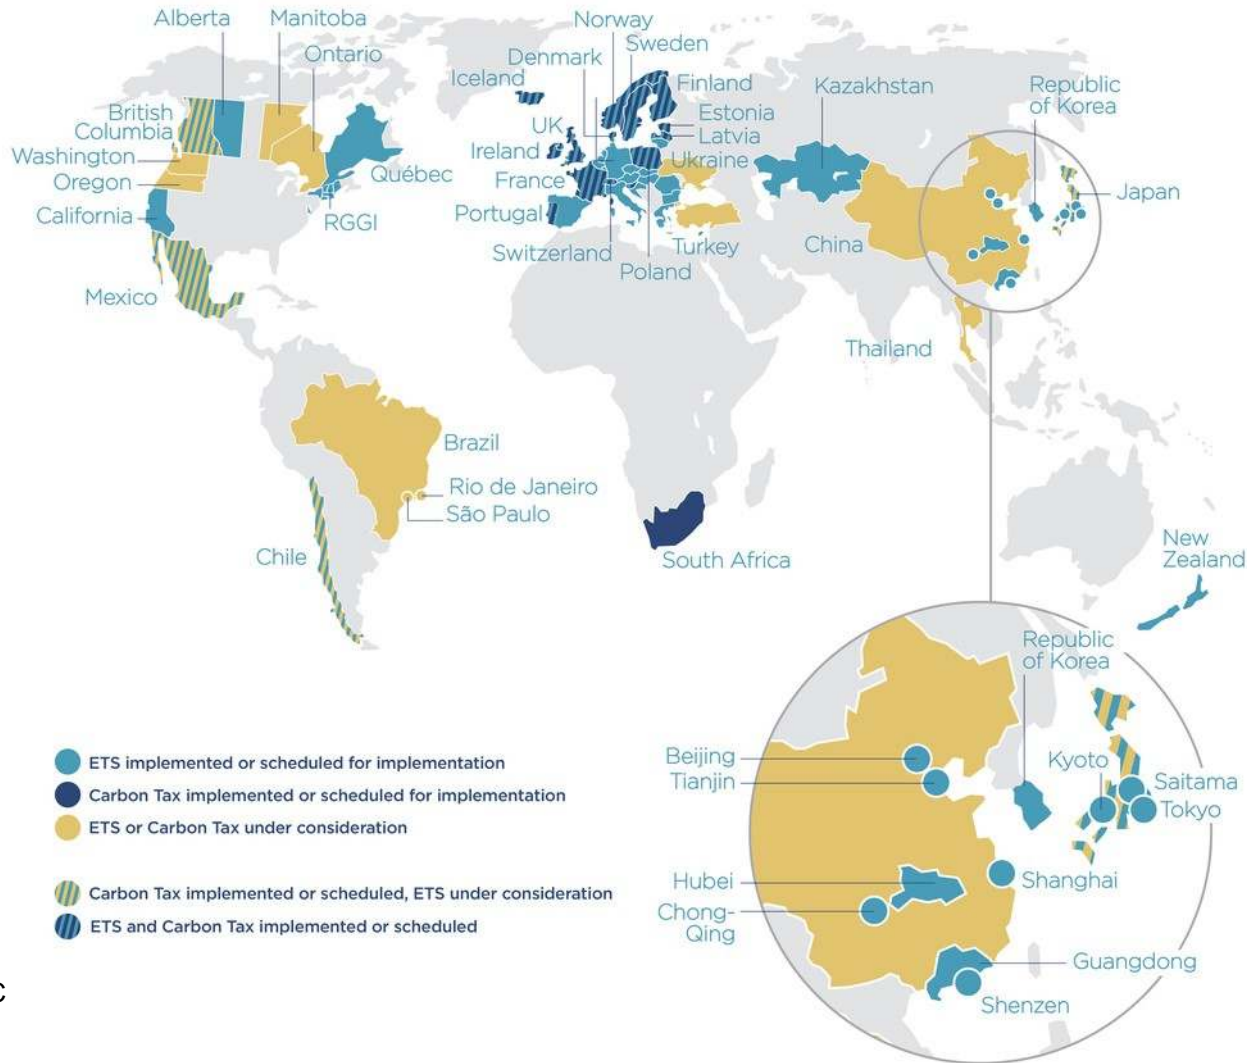 Alberta
Manitoba
Ontario
British
Columbia
Washington
Oregon
California
Québec
RGGI
Mexico
Norway
Sweden
Denmark
Iceland
Finland
Estonia
Latvia
UK
Ireland
Ukraine
France
Portugal
Switzerland
Poland
Turkey
Kazakhstan
Republic
of Korea
Japan
China
Thailand
Brazil
Rio de Janeiro
São Paulo
Chile
South Africa
New
Zealand
ETS implemented or scheduled for implementation
Carbon Tax implemented or scheduled for implementation
ETS or Carbon Tax under consideration
Carbon Tax implemented or scheduled, ETS under consideration
ETS and Carbon Tax implemented or scheduled
Republic
of Korea
Beijing
Tianjin
Kyoto
Saitama
Tokyo
Hubei
Shanghai
Chong-
Qing
Guangdong
Shenzen
C